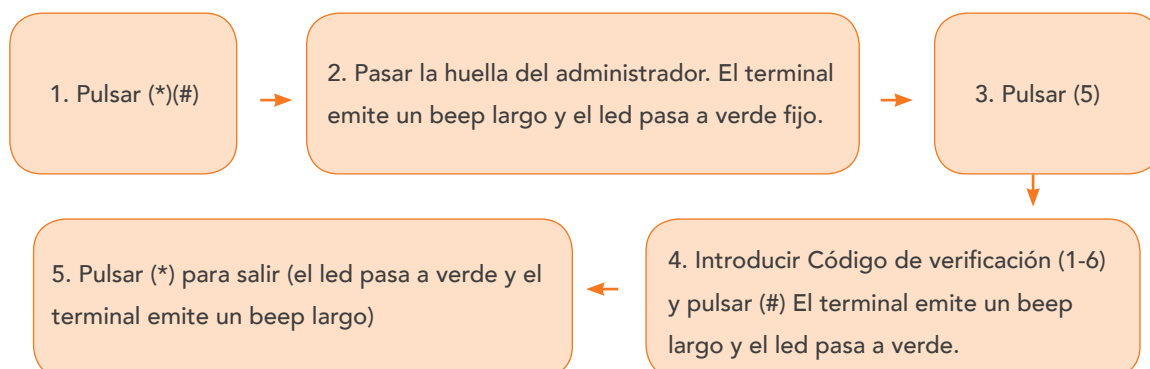 1. Pulsar (*)(#)
2. Pasar la huella del administrador. El terminal
emite un beep largo y el led pasa a verde fijo.
3. Pulsar (5)
4. Introducir Código de verificación (1-6)
y pulsar (#) El terminal emite un beep
largo y el led pasa a verde.
5. Pulsar (*) para salir (el led pasa a verde y el
terminal emite un beep largo)